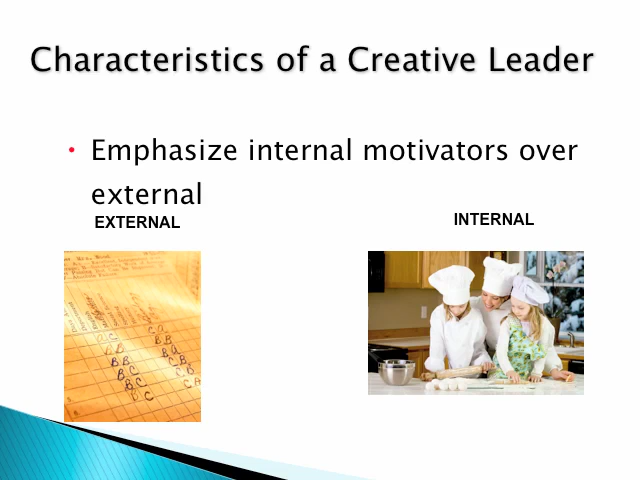 Characteristics of a Creative Leader
• Emphasize internal motivators over
external
EXTERNAL
INTERNAL